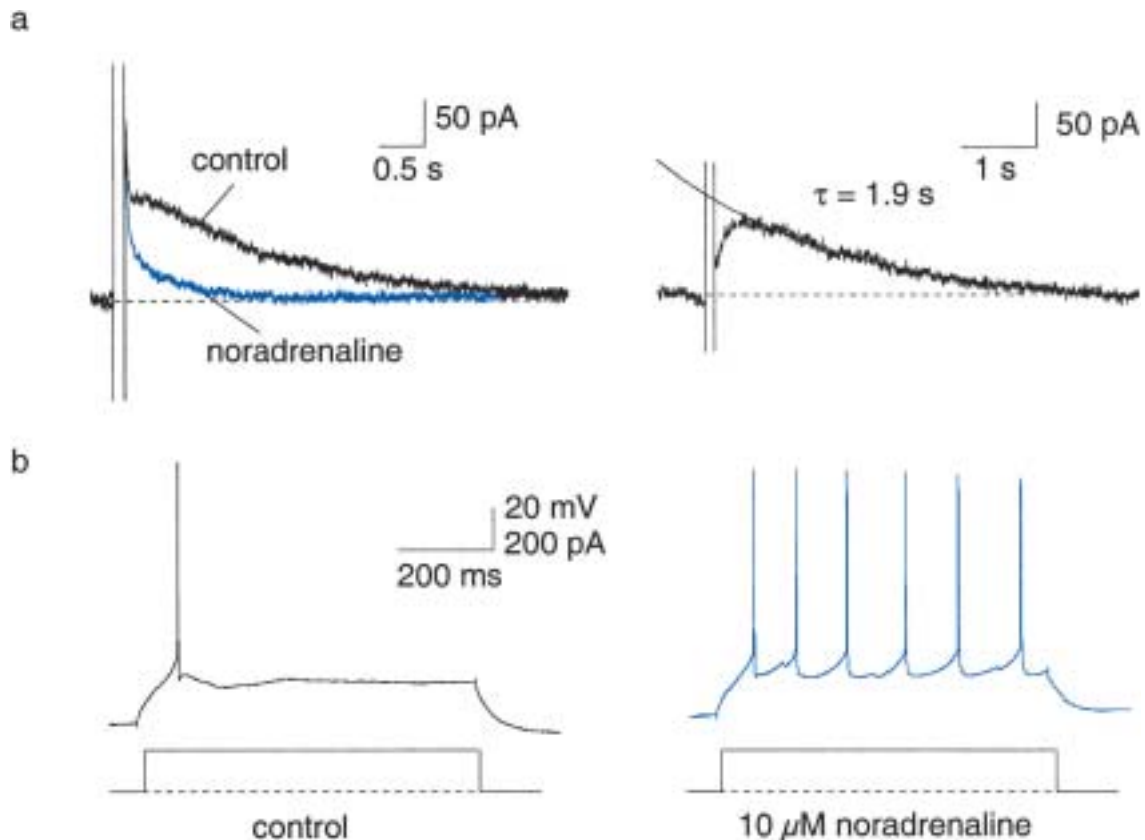 a
50 pA
0.5 s
control
noradrenaline
50 pA
1 s
τ = 1.9 s
b
20 mV
200 pA
200 ms
control
10 µM noradrenaline